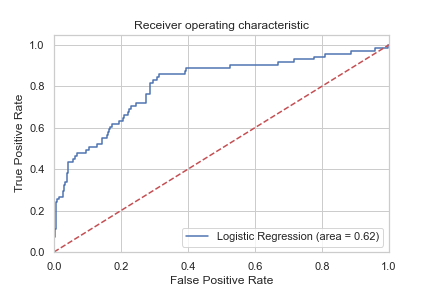 Receiver operating characteristic
1.0
0.8
0.6
0.4
0.2
0.0
True Positive Rate
Logistic Regression (area = 0.62)
0.0 0.2 0.4 0.6 0.8 1.0
False Positive Rate